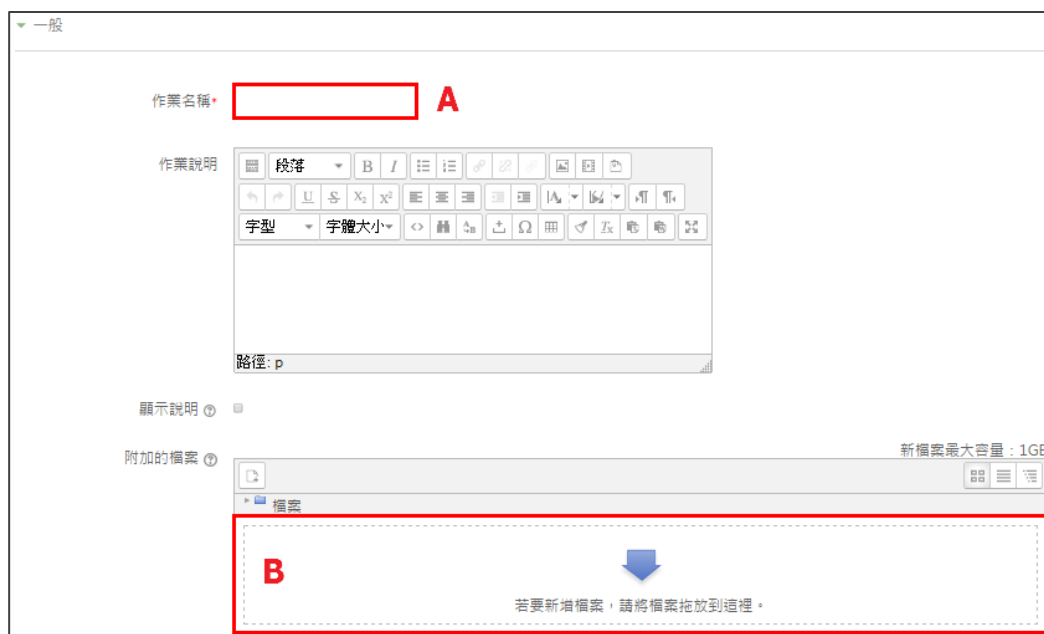 一般
作業名稱*
A
作業說明
段落
B I
U S X₂ X²
字型 字體大小
路徑: p
顯示說明
附加的檔案
新檔案最大容量：1GB
檔案
B
若要新增檔案，請將檔案拖放到這裡。